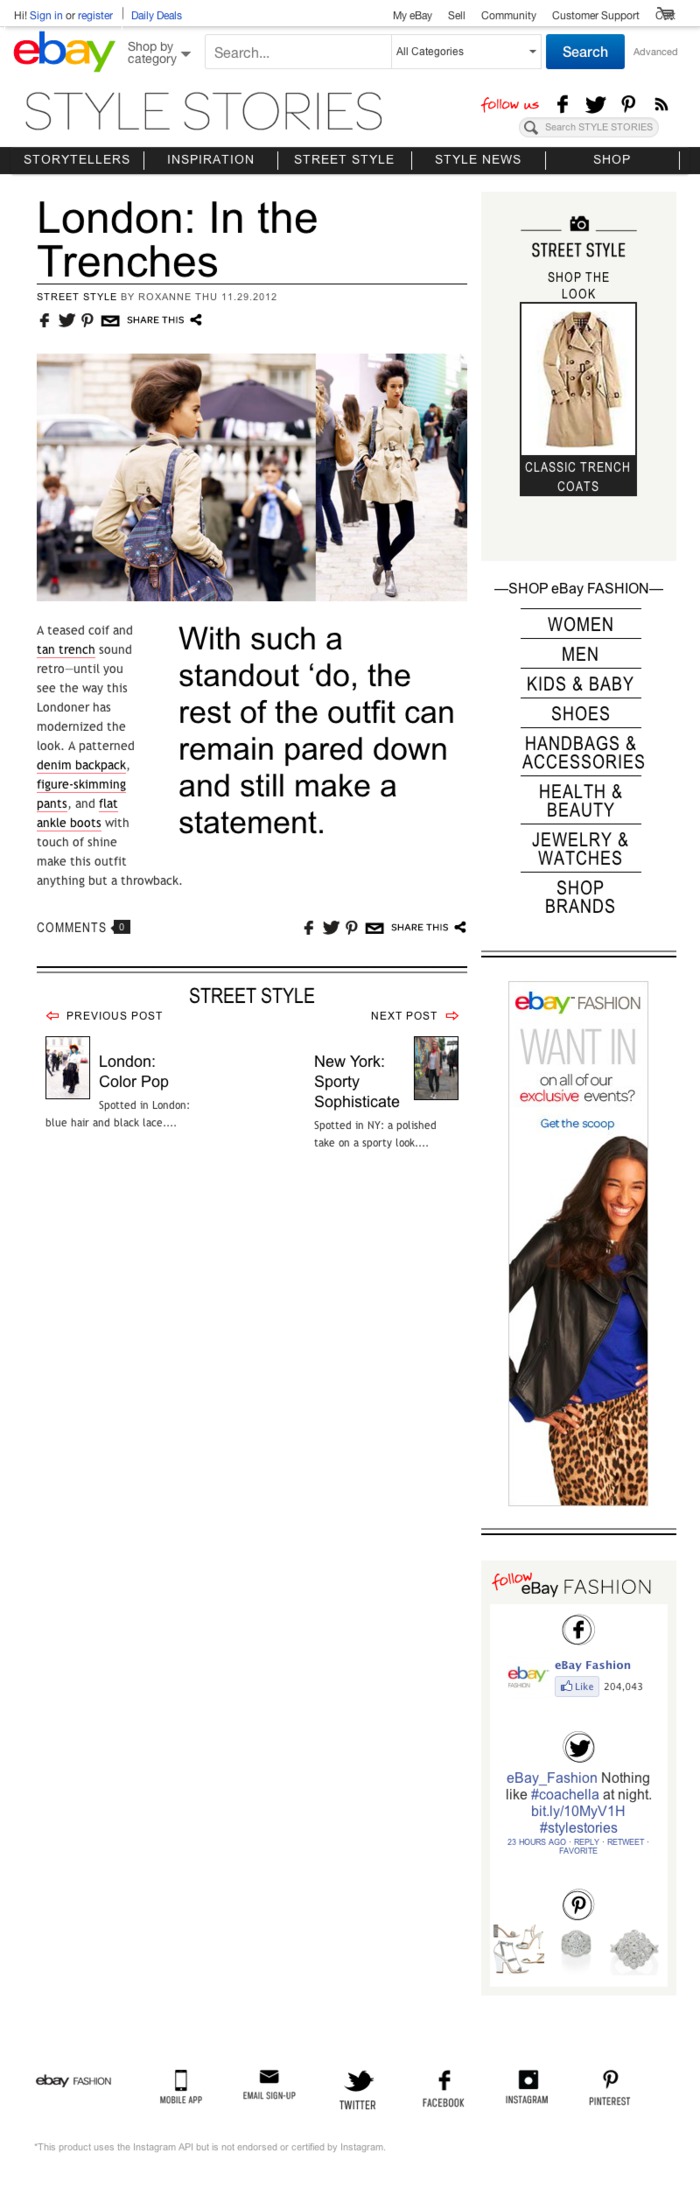 Hi! Sign in or register
Daily Deals
My eBay
Sell
Community
Customer Support
ebay
Shop by
category
Search...
All Categories
Search
Advanced
STYLE STORIES
follow us
Search STYLE STORIES
STORYTELLERS
INSPIRATION
STREET STYLE
STYLE NEWS
SHOP
London: In the
Trenches
STREET STYLE BY ROXANNE THU 11.29.2012
SHARE THIS
A teased coif and
tan trench sound
retro—until you
see the way this
Londoner has
modernized the
look. A patterned
denim backpack,
figure-skimming
pants, and flat
ankle boots with
touch of shine
make this outfit
anything but a throwback.
With such a
standout ‘do, the
rest of the outfit can
remain pared down
and still make a
statement.
COMMENTS 0
SHARE THIS
STREET STYLE
PREVIOUS POST
NEXT POST
London:
Color Pop
Spotted in London:
blue hair and black lace....
New York:
Sporty
Sophisticate
Spotted in NY: a polished
take on a sporty look....
STREET STYLE
SHOP THE
LOOK
CLASSIC TRENCH
COATS
—SHOP eBay FASHION—
WOMEN
MEN
KIDS & BABY
SHOES
HANDBAGS &
ACCESSORIES
HEALTH &
BEAUTY
JEWELRY &
WATCHES
SHOP
BRANDS
ebay™ FASHION
WANT IN
on all of our
exclusive events?
Get the scoop
follow
eBay FASHION
ebay
FASHION
eBay Fashion
Like 204,043
eBay_Fashion Nothing
like #coachella at night.
bit.ly/10MyV1H
#stylestories
23 HOURS AGO · REPLY · RETWEET ·
FAVORITE
ebay FASHION
MOBILE APP
EMAIL SIGN-UP
TWITTER
FACEBOOK
INSTAGRAM
PINTEREST
*This product uses the Instagram API but is not endorsed or certified by Instagram.